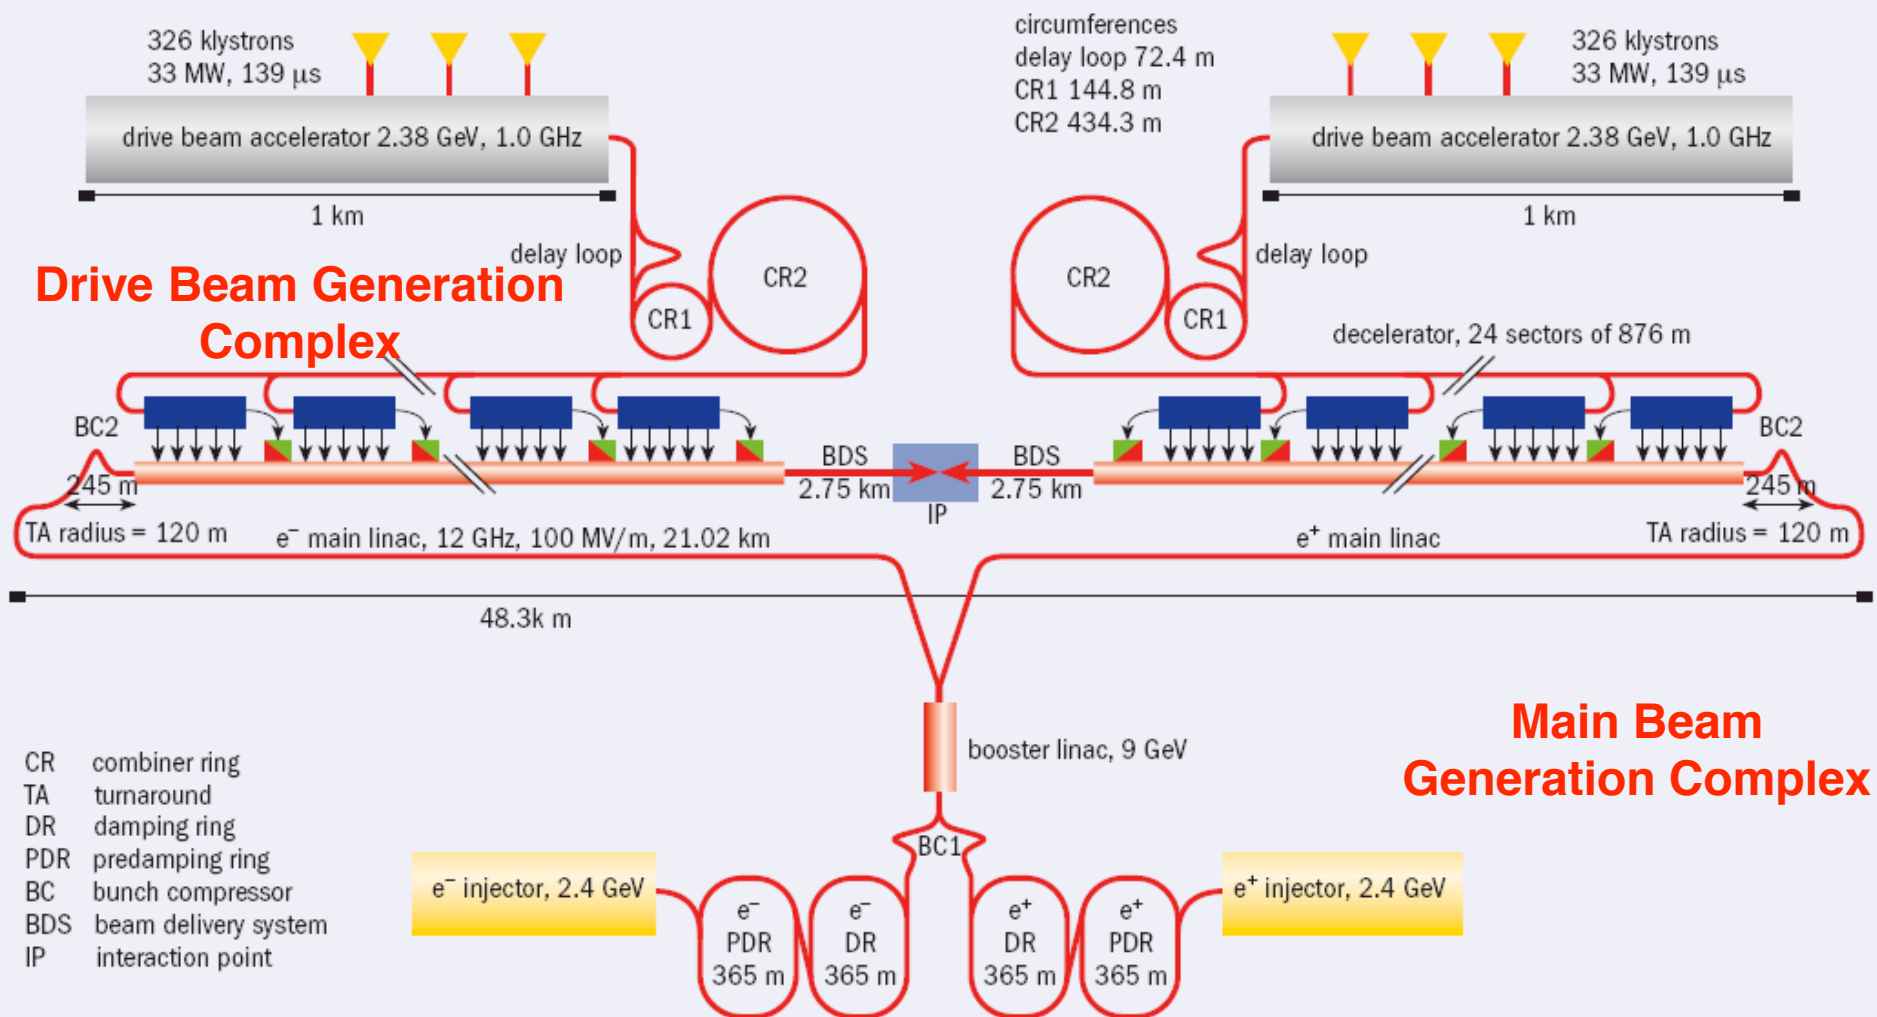 326 klystrons
33 MW, 139 μs
circumferences
delay loop 72.4 m
CR1 144.8 m
CR2 434.3 m
326 klystrons
33 MW, 139 μs
drive beam accelerator 2.38 GeV, 1.0 GHz
drive beam accelerator 2.38 GeV, 1.0 GHz
1 km
1 km
delay loop
delay loop
CR2
CR2
CR1
CR1
Drive Beam Generation
Complex
decelerator, 24 sectors of 876 m
BC2
BC2
BDS
BDS
2.75 km
2.75 km
IP
245 m
245 m
TA radius = 120 m
e⁻ main linac, 12 GHz, 100 MV/m, 21.02 km
e⁺ main linac
TA radius = 120 m
48.3k m
booster linac, 9 GeV
Main Beam
Generation Complex
CR combiner ring
TA turnaround
DR damping ring
PDR predamping ring
BC bunch compressor
BDS beam delivery system
IP interaction point
BC1
e⁻ injector, 2.4 GeV
e⁻
PDR
365 m
e⁻
DR
365 m
e⁺
DR
365 m
e⁺
PDR
365 m
e⁺ injector, 2.4 GeV